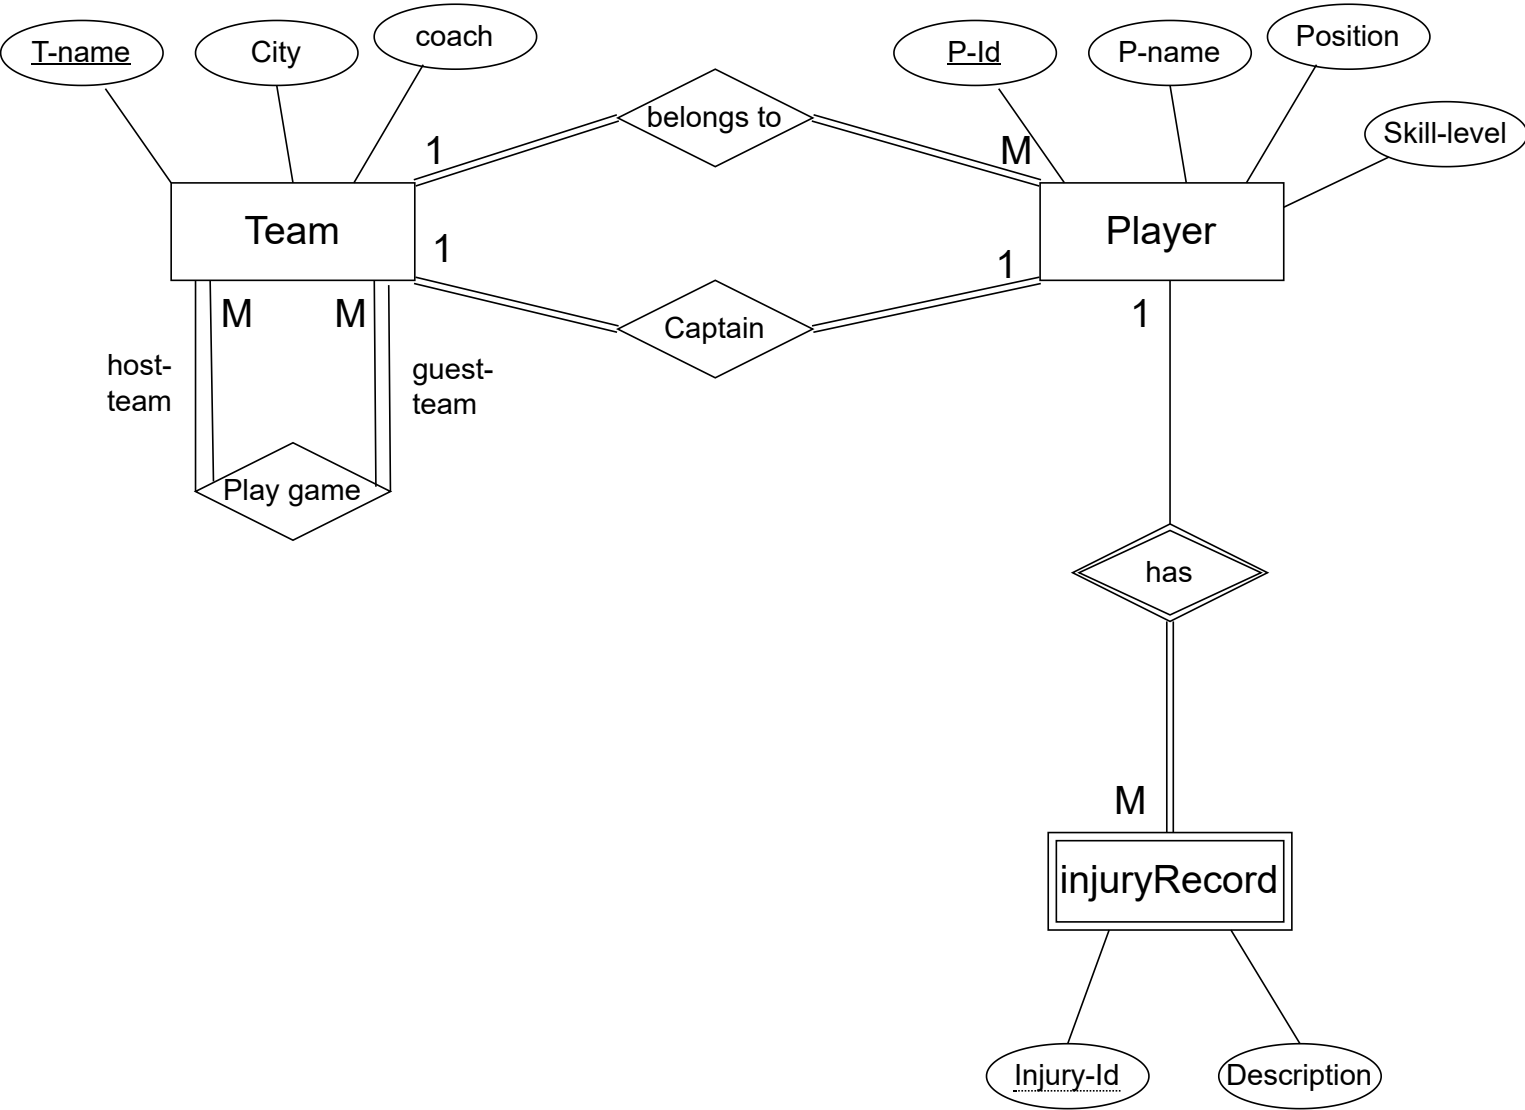 T-name
City
coach
P-Id
P-name
Position
Skill-level
belongs to
1
M
Team
Player
1
1
Captain
M
M
1
host-
team
guest-
team
Play game
has
M
injuryRecord
Injury-Id
Description